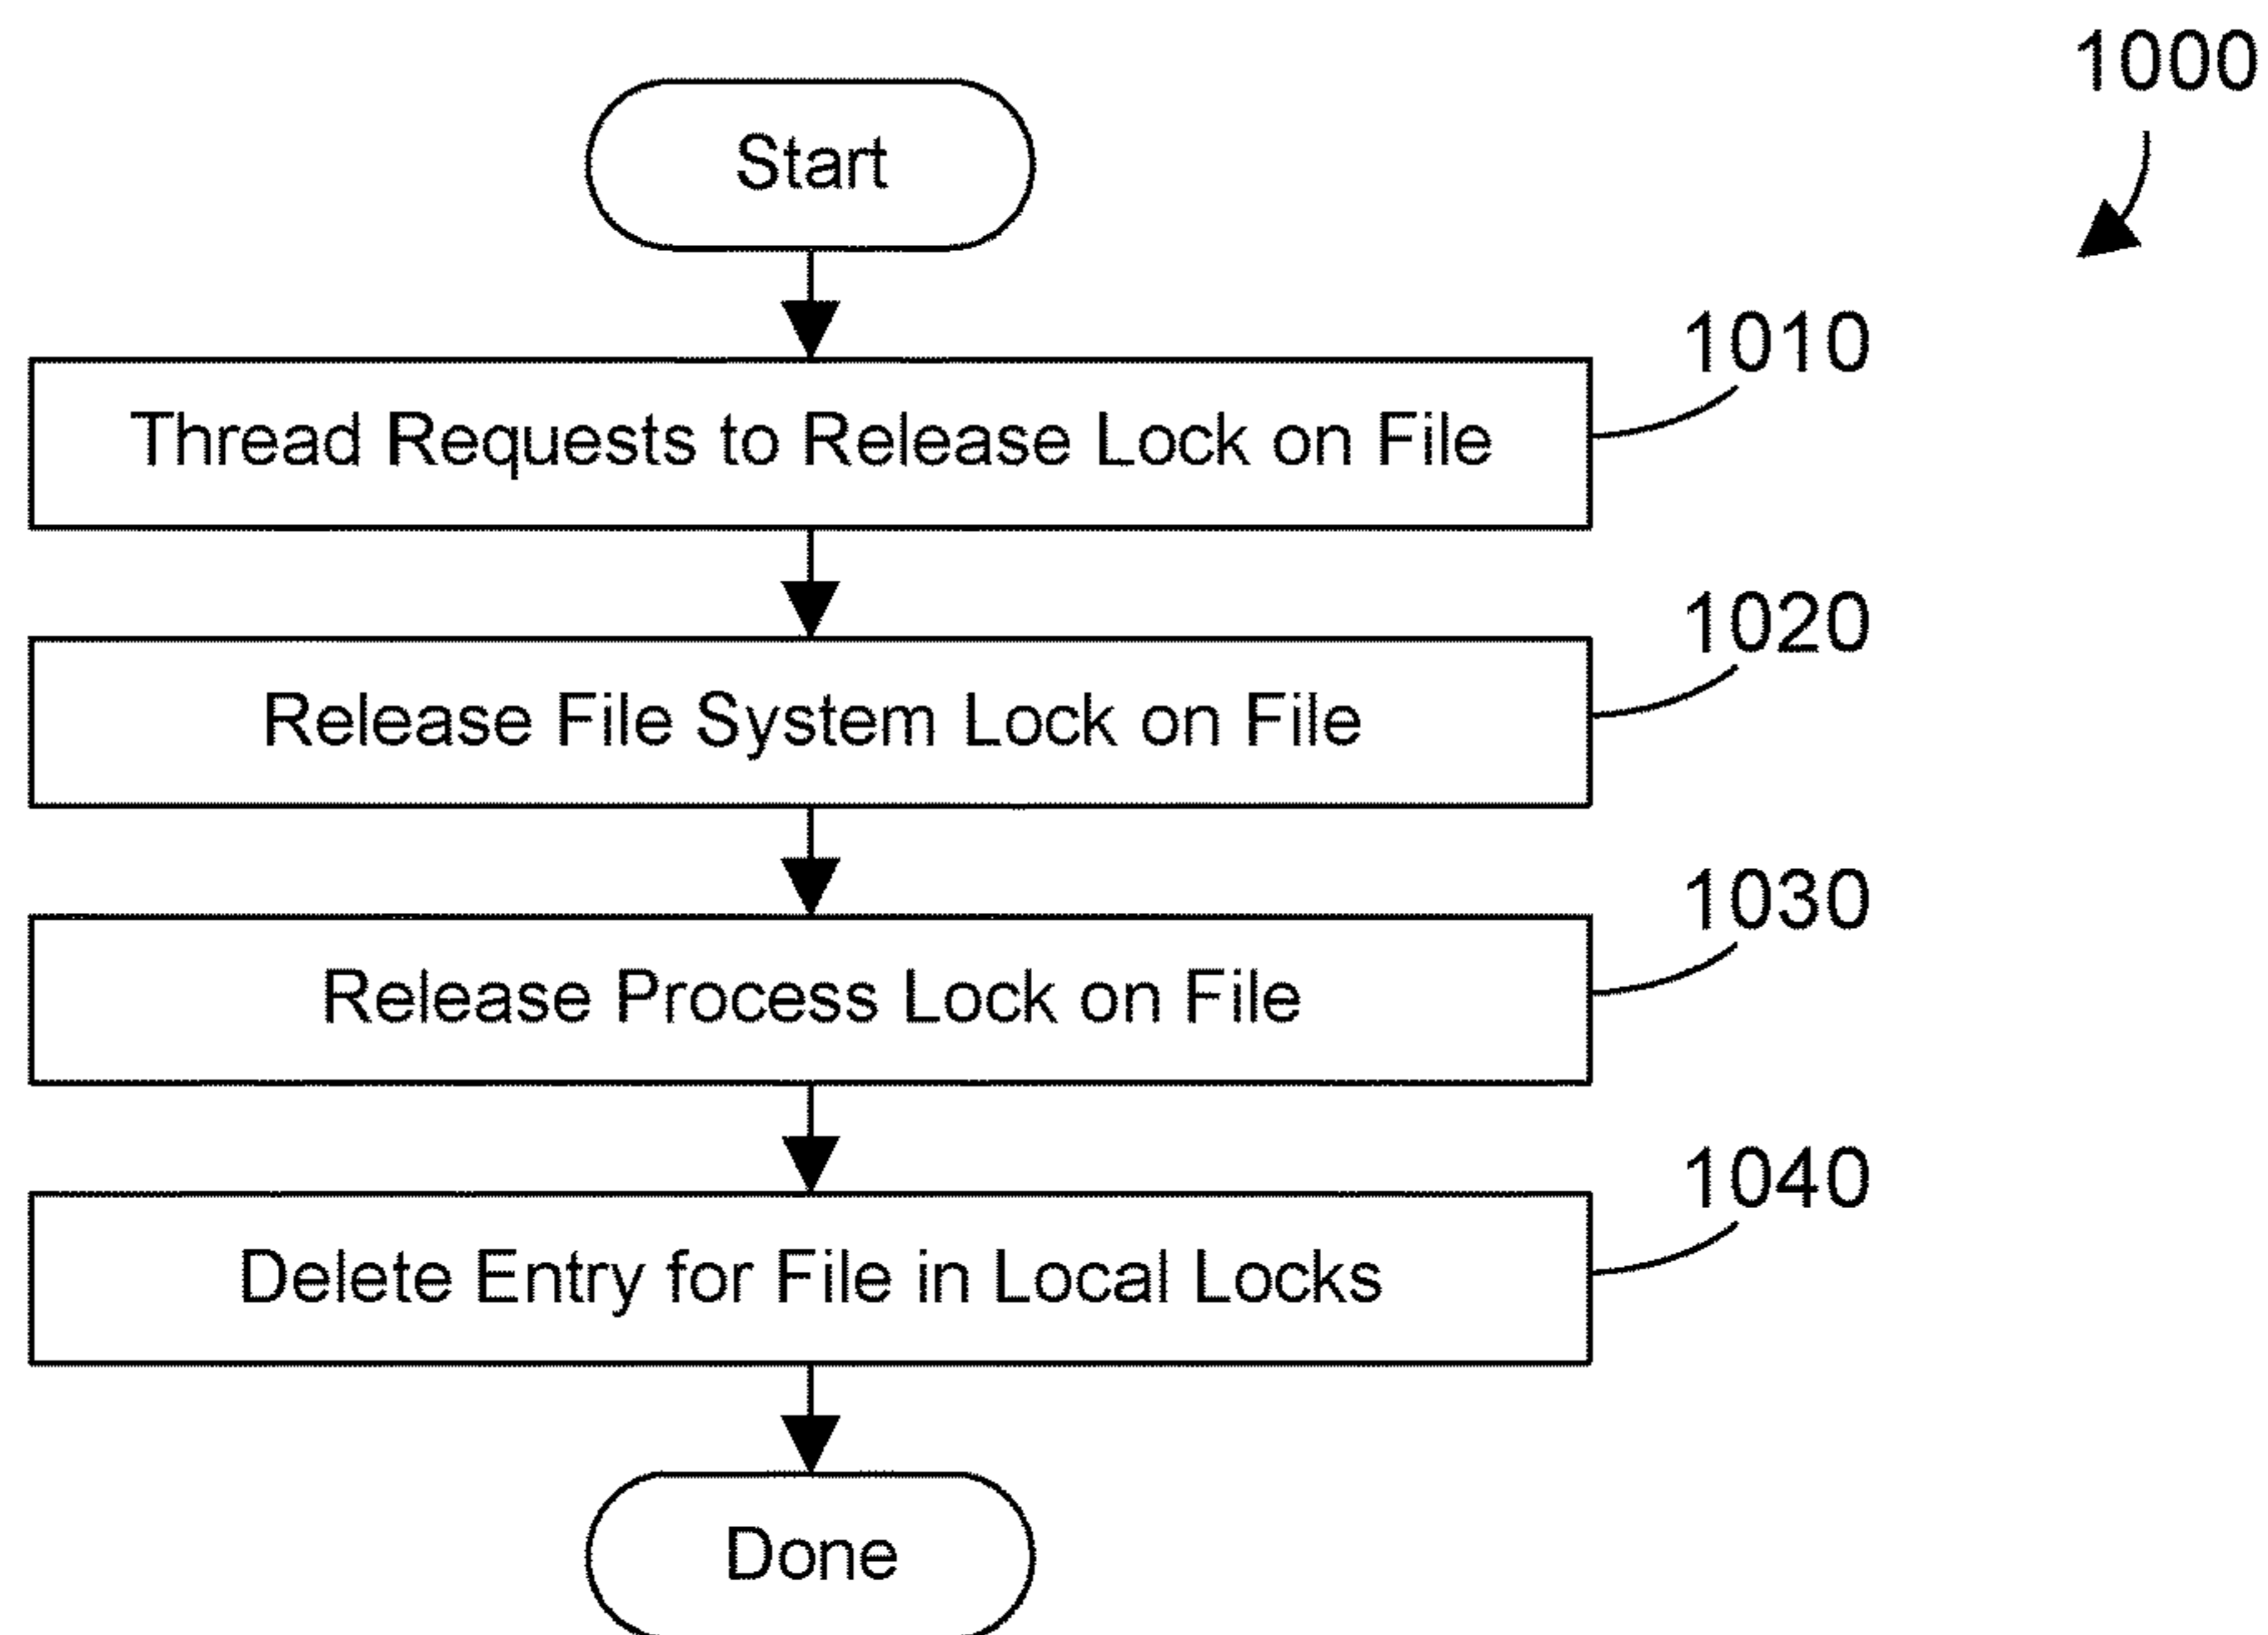 1000
Start
1010
Thread Requests to Release Lock on File
1020
Release File System Lock on File
1030
Release Process Lock on File
1040
Delete Entry for File in Local Locks
Done